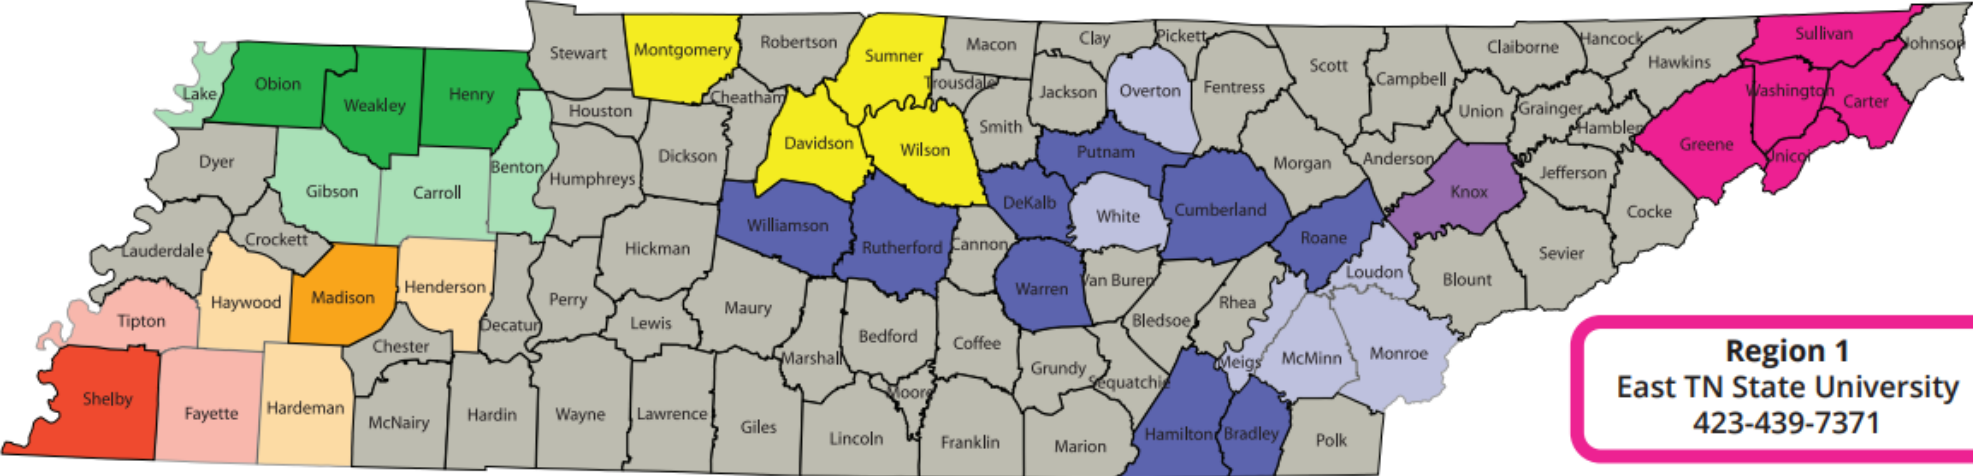 Lake
Obion
Weakley
Henry
Stewart
Montgomery
Robertson
Sumner
Macon
Clay
Pickett
Scott
Claiborne
Hancock
Hawkins
Sullivan
Johnson
Houston
Cheatham
Trousdale
Jackson
Overton
Fentress
Campbell
Union
Grainger
Hamblen
Washington
Carter
Dyer
Gibson
Carroll
Benton
Humphreys
Dickson
Davidson
Wilson
Smith
Putnam
Morgan
Anderson
Knox
Jefferson
Greene
Unicoi
Lauderdale
Crockett
Hickman
Williamson
Rutherford
Cannon
DeKalb
White
Cumberland
Roane
Loudon
Blount
Sevier
Cocke
Tipton
Haywood
Madison
Henderson
Decatur
Perry
Lewis
Maury
Bedford
Coffee
Warren
Van Buren
Bledsoe
Rhea
Meigs
McMinn
Monroe
Shelby
Fayette
Hardeman
Chester
McNairy
Hardin
Wayne
Lawrence
Giles
Marshall
Moore
Lincoln
Franklin
Grundy
Sequatchie
Marion
Hamilton
Bradley
Polk
Region 1
East TN State University
423-439-7371